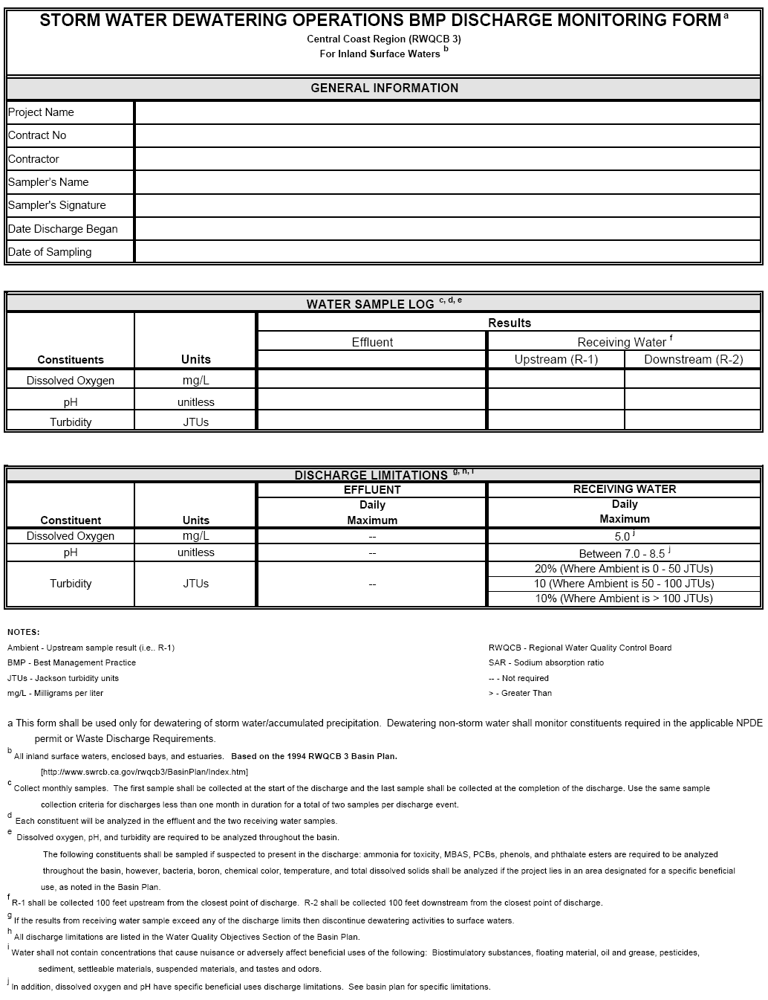 STORM WATER DEWATERING OPERATIONS BMP DISCHARGE MONITORING FORM a
Central Coast Region (RWQCB 3)
For Inland Surface Waters b
GENERAL INFORMATION
Project Name
Contract No
Contractor
Sampler's Name
Sampler's Signature
Date Discharge Began
Date of Sampling
WATER SAMPLE LOG c, d, e
Results
Effluent
Receiving Water f
Constituents
Units
Upstream (R-1)
Downstream (R-2)
Dissolved Oxygen mg/L
pH unitless
Turbidity JTUs
DISCHARGE LIMITATIONS g, h, i
EFFLUENT
RECEIVING WATER
Daily
Daily
Constituent Units Maximum Maximum
Dissolved Oxygen mg/L -- 5.0 j
pH unitless -- Between 7.0 - 8.5 j
20% (Where Ambient is 0 - 50 JTUs)
Turbidity JTUs -- 10 (Where Ambient is 50 - 100 JTUs)
10% (Where Ambient is > 100 JTUs)
NOTES:
Ambient - Upstream sample result (i.e.. R-1) RWQCB - Regional Water Quality Control Board
BMP - Best Management Practice SAR - Sodium absorption ratio
JTUs - Jackson turbidity units -- - Not required
mg/L - Milligrams per liter > - Greater Than
a This form shall be used only for dewatering of storm water/accumulated precipitation. Dewatering non-storm water shall monitor constituents required in the applicable NPDE
permit or Waste Discharge Requirements.
b All inland surface waters, enclosed bays, and estuaries. Based on the 1994 RWQCB 3 Basin Plan.
[http://www.swrcb.ca.gov/rwqcb3/BasinPlan/Index.htm]
c Collect monthly samples. The first sample shall be collected at the start of the discharge and the last sample shall be collected at the completion of the discharge. Use the same sample
collection criteria for discharges less than one month in duration for a total of two samples per discharge event.
d Each constituent will be analyzed in the effluent and the two receiving water samples.
e Dissolved oxygen, pH, and turbidity are required to be analyzed throughout the basin.
The following constituents shall be sampled if suspected to present in the discharge: ammonia for toxicity, MBAS, PCBs, phenols, and phthalate esters are required to be analyzed
throughout the basin, however, bacteria, boron, chemical color, temperature, and total dissolved solids shall be analyzed if the project lies in an area designated for a specific beneficial
use, as noted in the Basin Plan.
f R-1 shall be collected 100 feet upstream from the closest point of discharge. R-2 shall be collected 100 feet downstream from the closest point of discharge.
g If the results from receiving water sample exceed any of the discharge limits then discontinue dewatering activities to surface waters.
h All discharge limitations are listed in the Water Quality Objectives Section of the Basin Plan.
i Water shall not contain concentrations that cause nuisance or adversely affect beneficial uses of the following: Biostimulatory substances, floating material, oil and grease, pesticides,
sediment, settleable materials, suspended materials, and tastes and odors.
j In addition, dissolved oxygen and pH have specific beneficial uses discharge limitations. See basin plan for specific limitations.